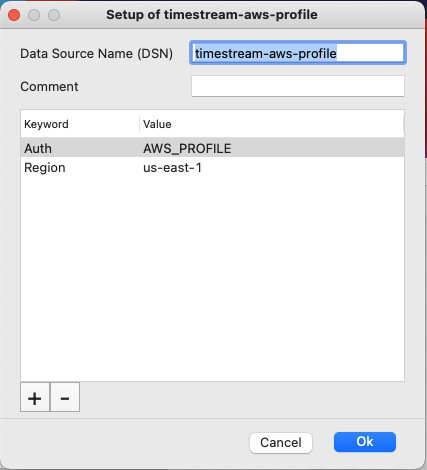 Setup of timestream-aws-profile
Data Source Name (DSN) timestream-aws-profile
Comment
Keyword Value
Auth AWS_PROFILE
Region us-east-1
+ -
Cancel Ok